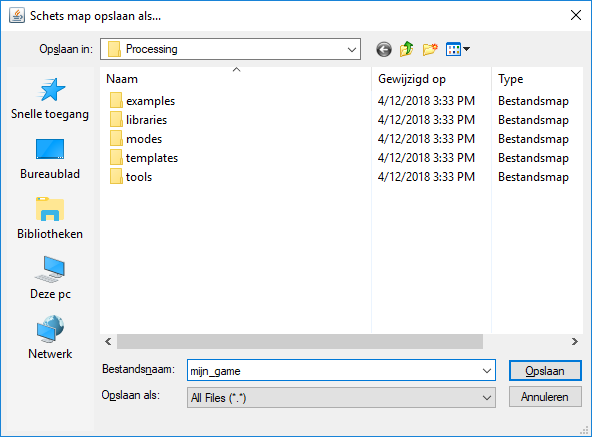 Schets map opslaan als...
Opslaan in: Processing
Naam Gewijzigd op Type
examples 4/12/2018 3:33 PM Bestandsmap
libraries 4/12/2018 3:33 PM Bestandsmap
modes 4/12/2018 3:33 PM Bestandsmap
templates 4/12/2018 3:33 PM Bestandsmap
tools 4/12/2018 3:33 PM Bestandsmap
Snelle toegang
Bureaublad
Bibliotheken
Deze pc
Netwerk
Bestandsnaam: mijn_game Opslaan
Opslaan als: All Files (*.*) Annuleren